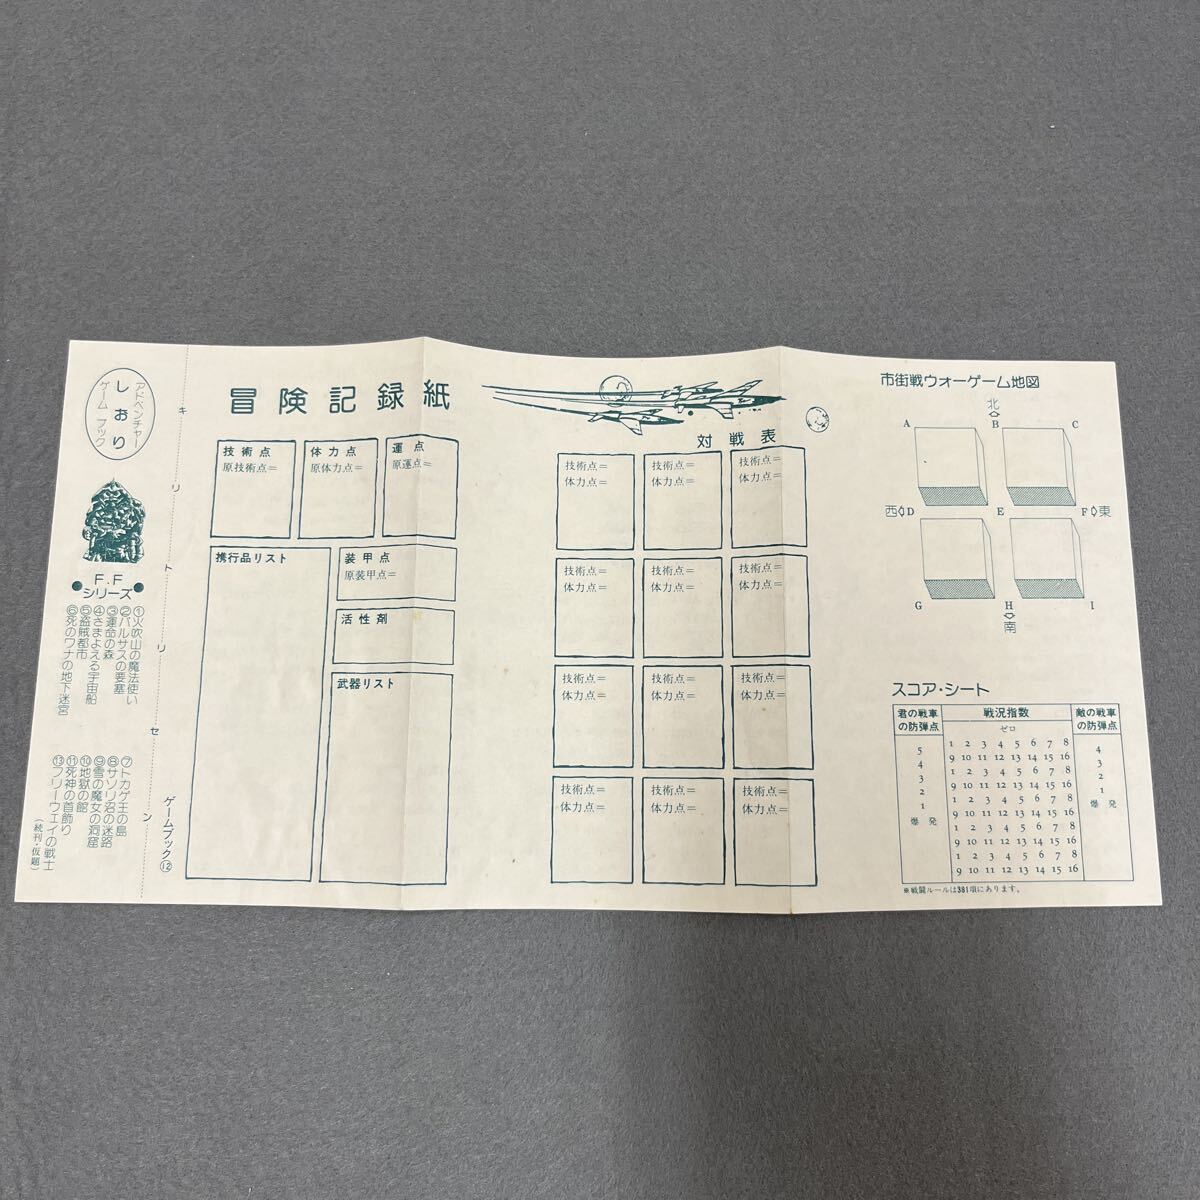 アドベンチャー
しおり
ゲームブック
F.F
シリーズ
①火吹山の魔法使い
②バルサスの要塞
③運命の森
④さまよえる宇宙船
⑤盗賊都市
⑥死のワナの地下迷宮
⑦トカゲ王の島
⑧サソリ沼の迷路
⑨雪の魔女の洞窟
⑩地獄の館
⑪死神の首飾り
⑬フリーウェイの戦士
(続刊・仮題)
キリトリセン
ゲームブック⑫
冒険記録紙
技術点
原技術点=
体力点
原体力点=
運点
原運点=
携行品リスト
装甲点
原装甲点=
活性剤
武器リスト
対戦表
技術点=
体力点=
技術点=
体力点=
技術点=
体力点=
技術点=
体力点=
技術点=
体力点=
技術点=
体力点=
技術点=
体力点=
技術点=
体力点=
技術点=
体力点=
技術点=
体力点=
技術点=
体力点=
技術点=
体力点=
市街戦ウォーゲーム地図
北
A B C
西 D E F 東
G H I
南
スコア・シート
君の戦車の防弾点
5
4
3
2
1
爆発
戦況指数
ゼロ
1 2 3 4 5 6 7 8
9 10 11 12 13 14 15 16
1 2 3 4 5 6 7 8
9 10 11 12 13 14 15 16
1 2 3 4 5 6 7 8
9 10 11 12 13 14 15 16
1 2 3 4 5 6 7 8
9 10 11 12 13 14 15 16
1 2 3 4 5 6 7 8
9 10 11 12 13 14 15 16
敵の戦車の防弾点
4
3
2
1
爆発
※戦闘ルールは381項にあります。